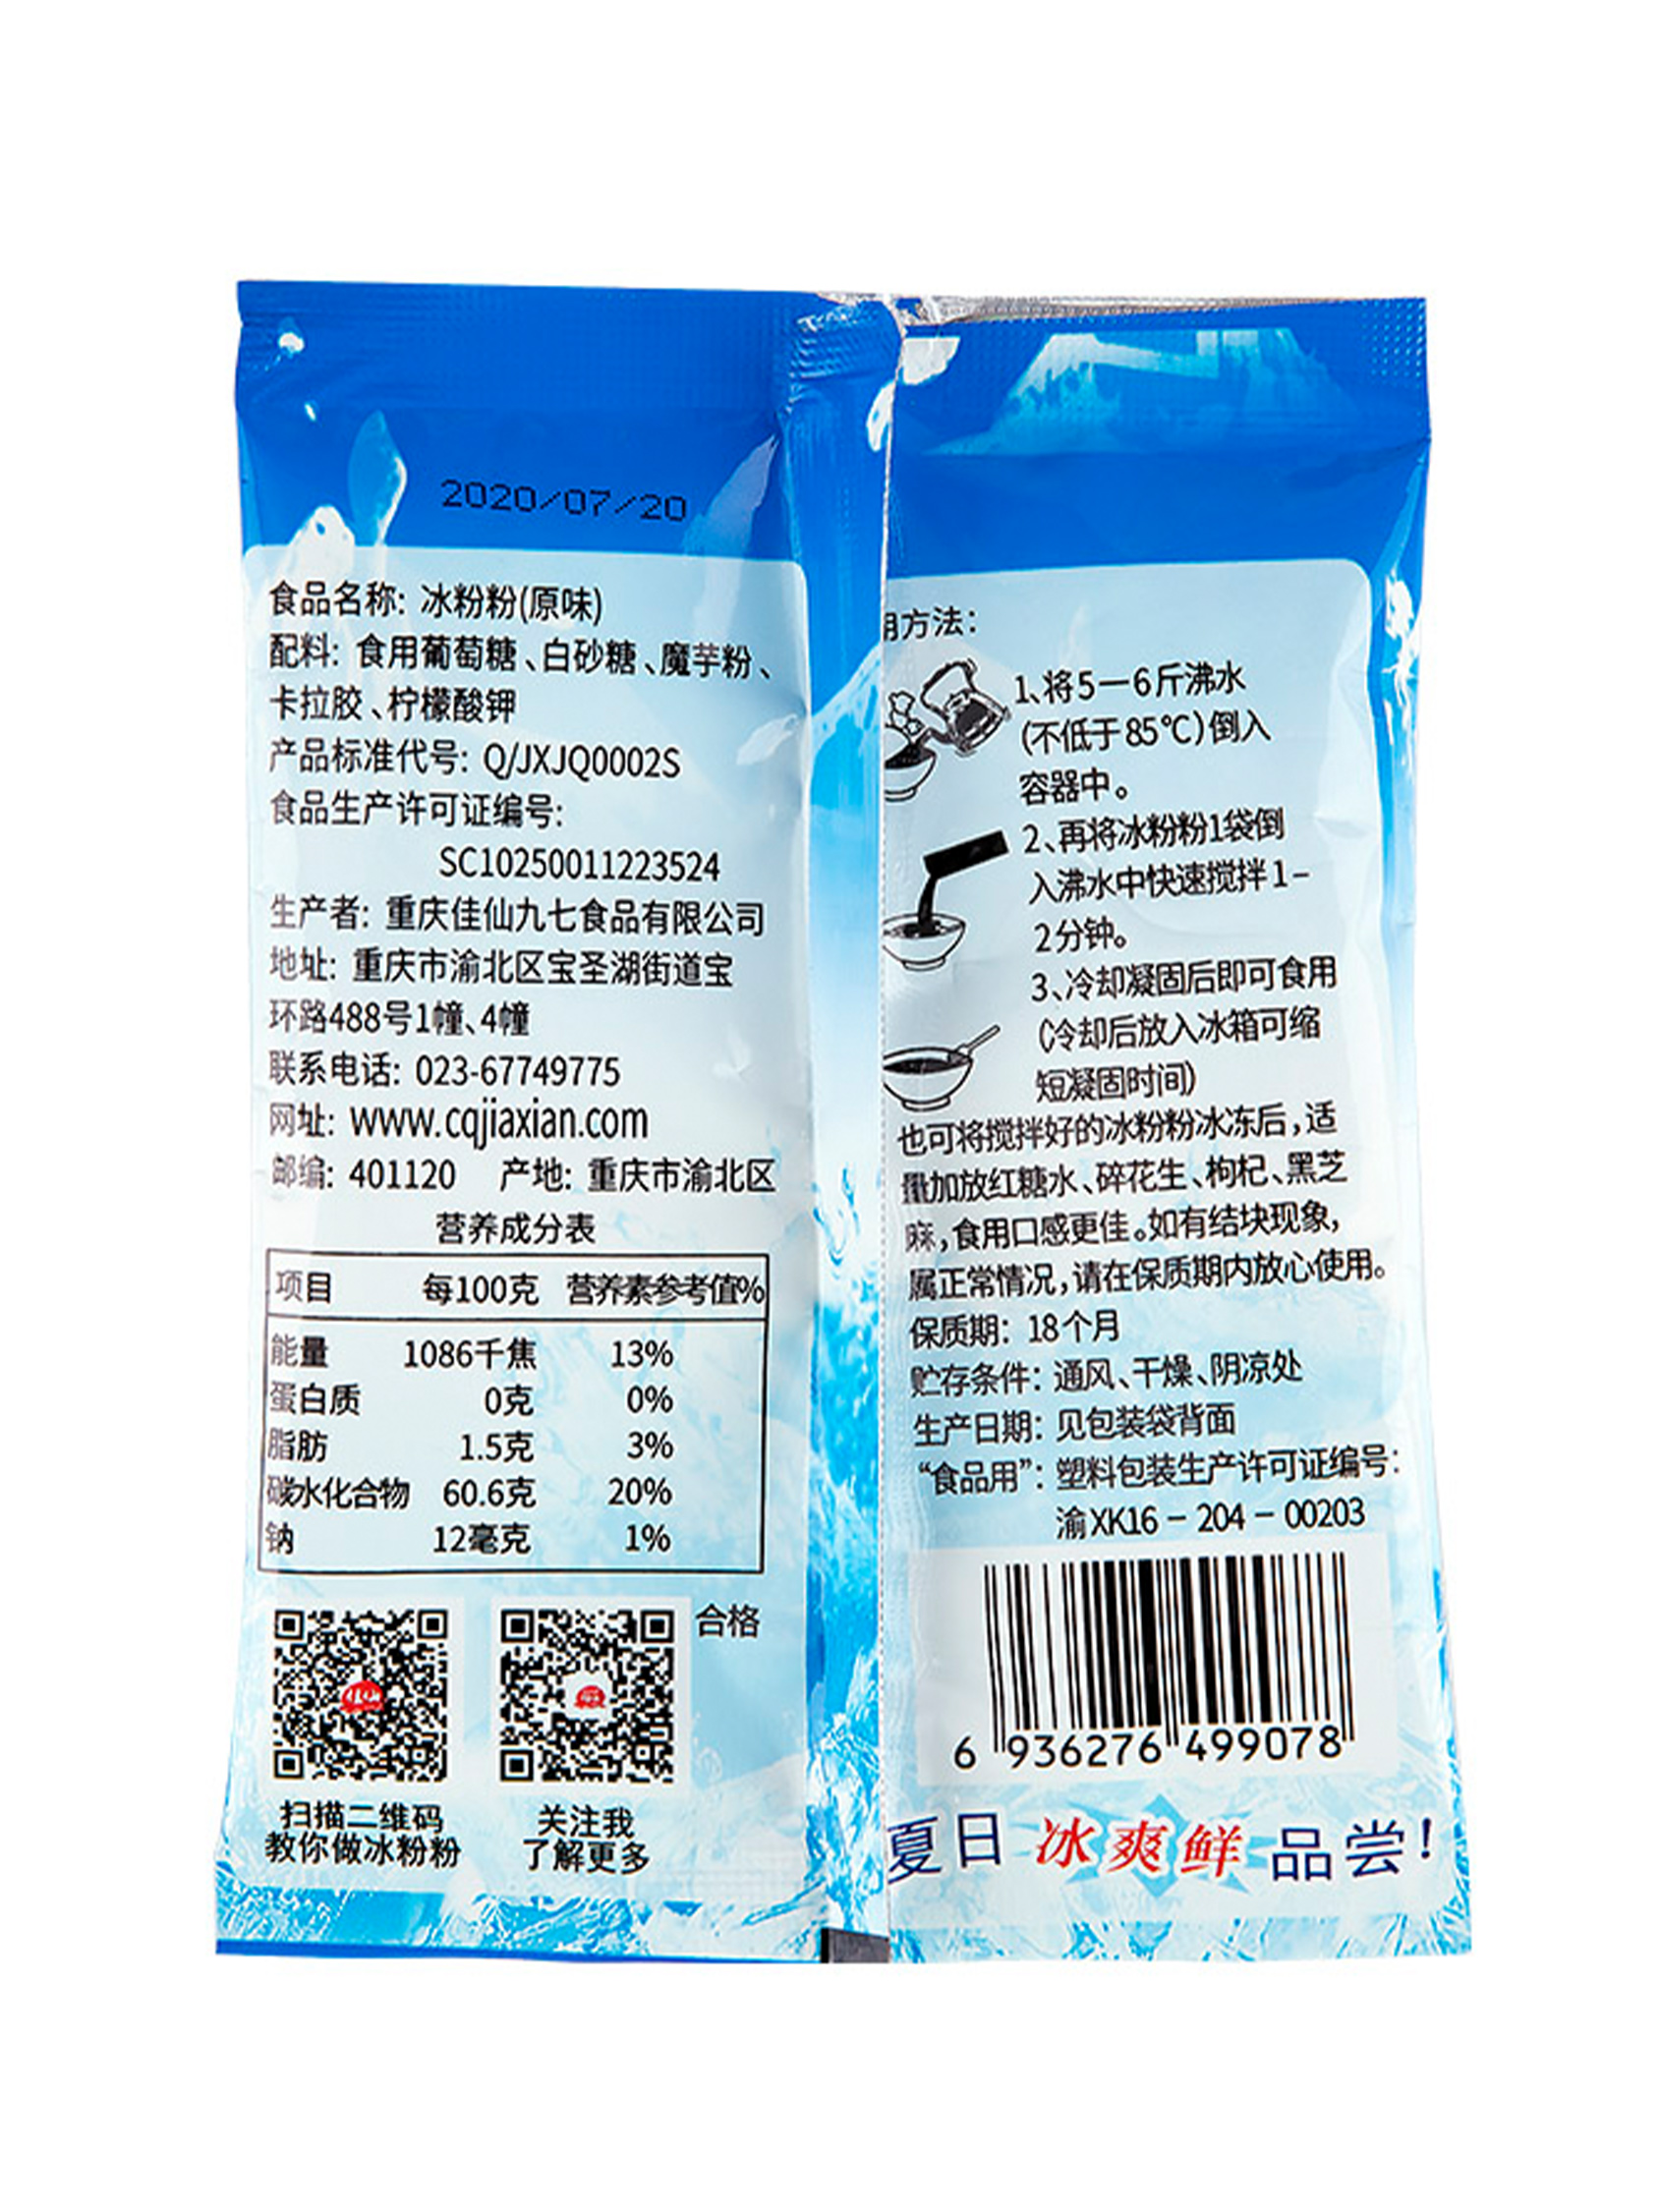 2020/07/20
食品名称: 冰粉粉(原味)
配料: 食用葡萄糖、白砂糖、魔芋粉、
卡拉胶、柠檬酸钾
产品标准代号: Q/JXJQ0002S
食品生产许可证编号:
SC10250011223524
生产者: 重庆佳仙九七食品有限公司
地址: 重庆市渝北区宝圣湖街道宝
环路488号1幢、4幢
联系电话: 023-67749775
网址: www.cqjiaxian.com
邮编: 401120 产地: 重庆市渝北区
营养成分表
项目 每100克 营养素参考值%
能量 1086千焦 13%
蛋白质 0克 0%
脂肪 1.5克 3%
碳水化合物 60.6克 20%
钠 12毫克 1%
合格
佳仙
扫描二维码
教你做冰粉粉
关注我
了解更多
用方法:
1、将5—6斤沸水
(不低于85℃)倒入
容器中。
2、再将冰粉粉1袋倒
入沸水中快速搅拌1–
2分钟。
3、冷却凝固后即可食用
(冷却后放入冰箱可缩
短凝固时间)
也可将搅拌好的冰粉粉冰冻后,适
量加放红糖水、碎花生、枸杞、黑芝
麻,食用口感更佳。如有结块现象,
属正常情况,请在保质期内放心使用。
保质期: 18个月
贮存条件: 通风、干燥、阴凉处
生产日期: 见包装袋背面
“食品用”: 塑料包装生产许可证编号:
渝XK16－204－00203
6 936276 499078
夏日 冰爽鲜 品尝!